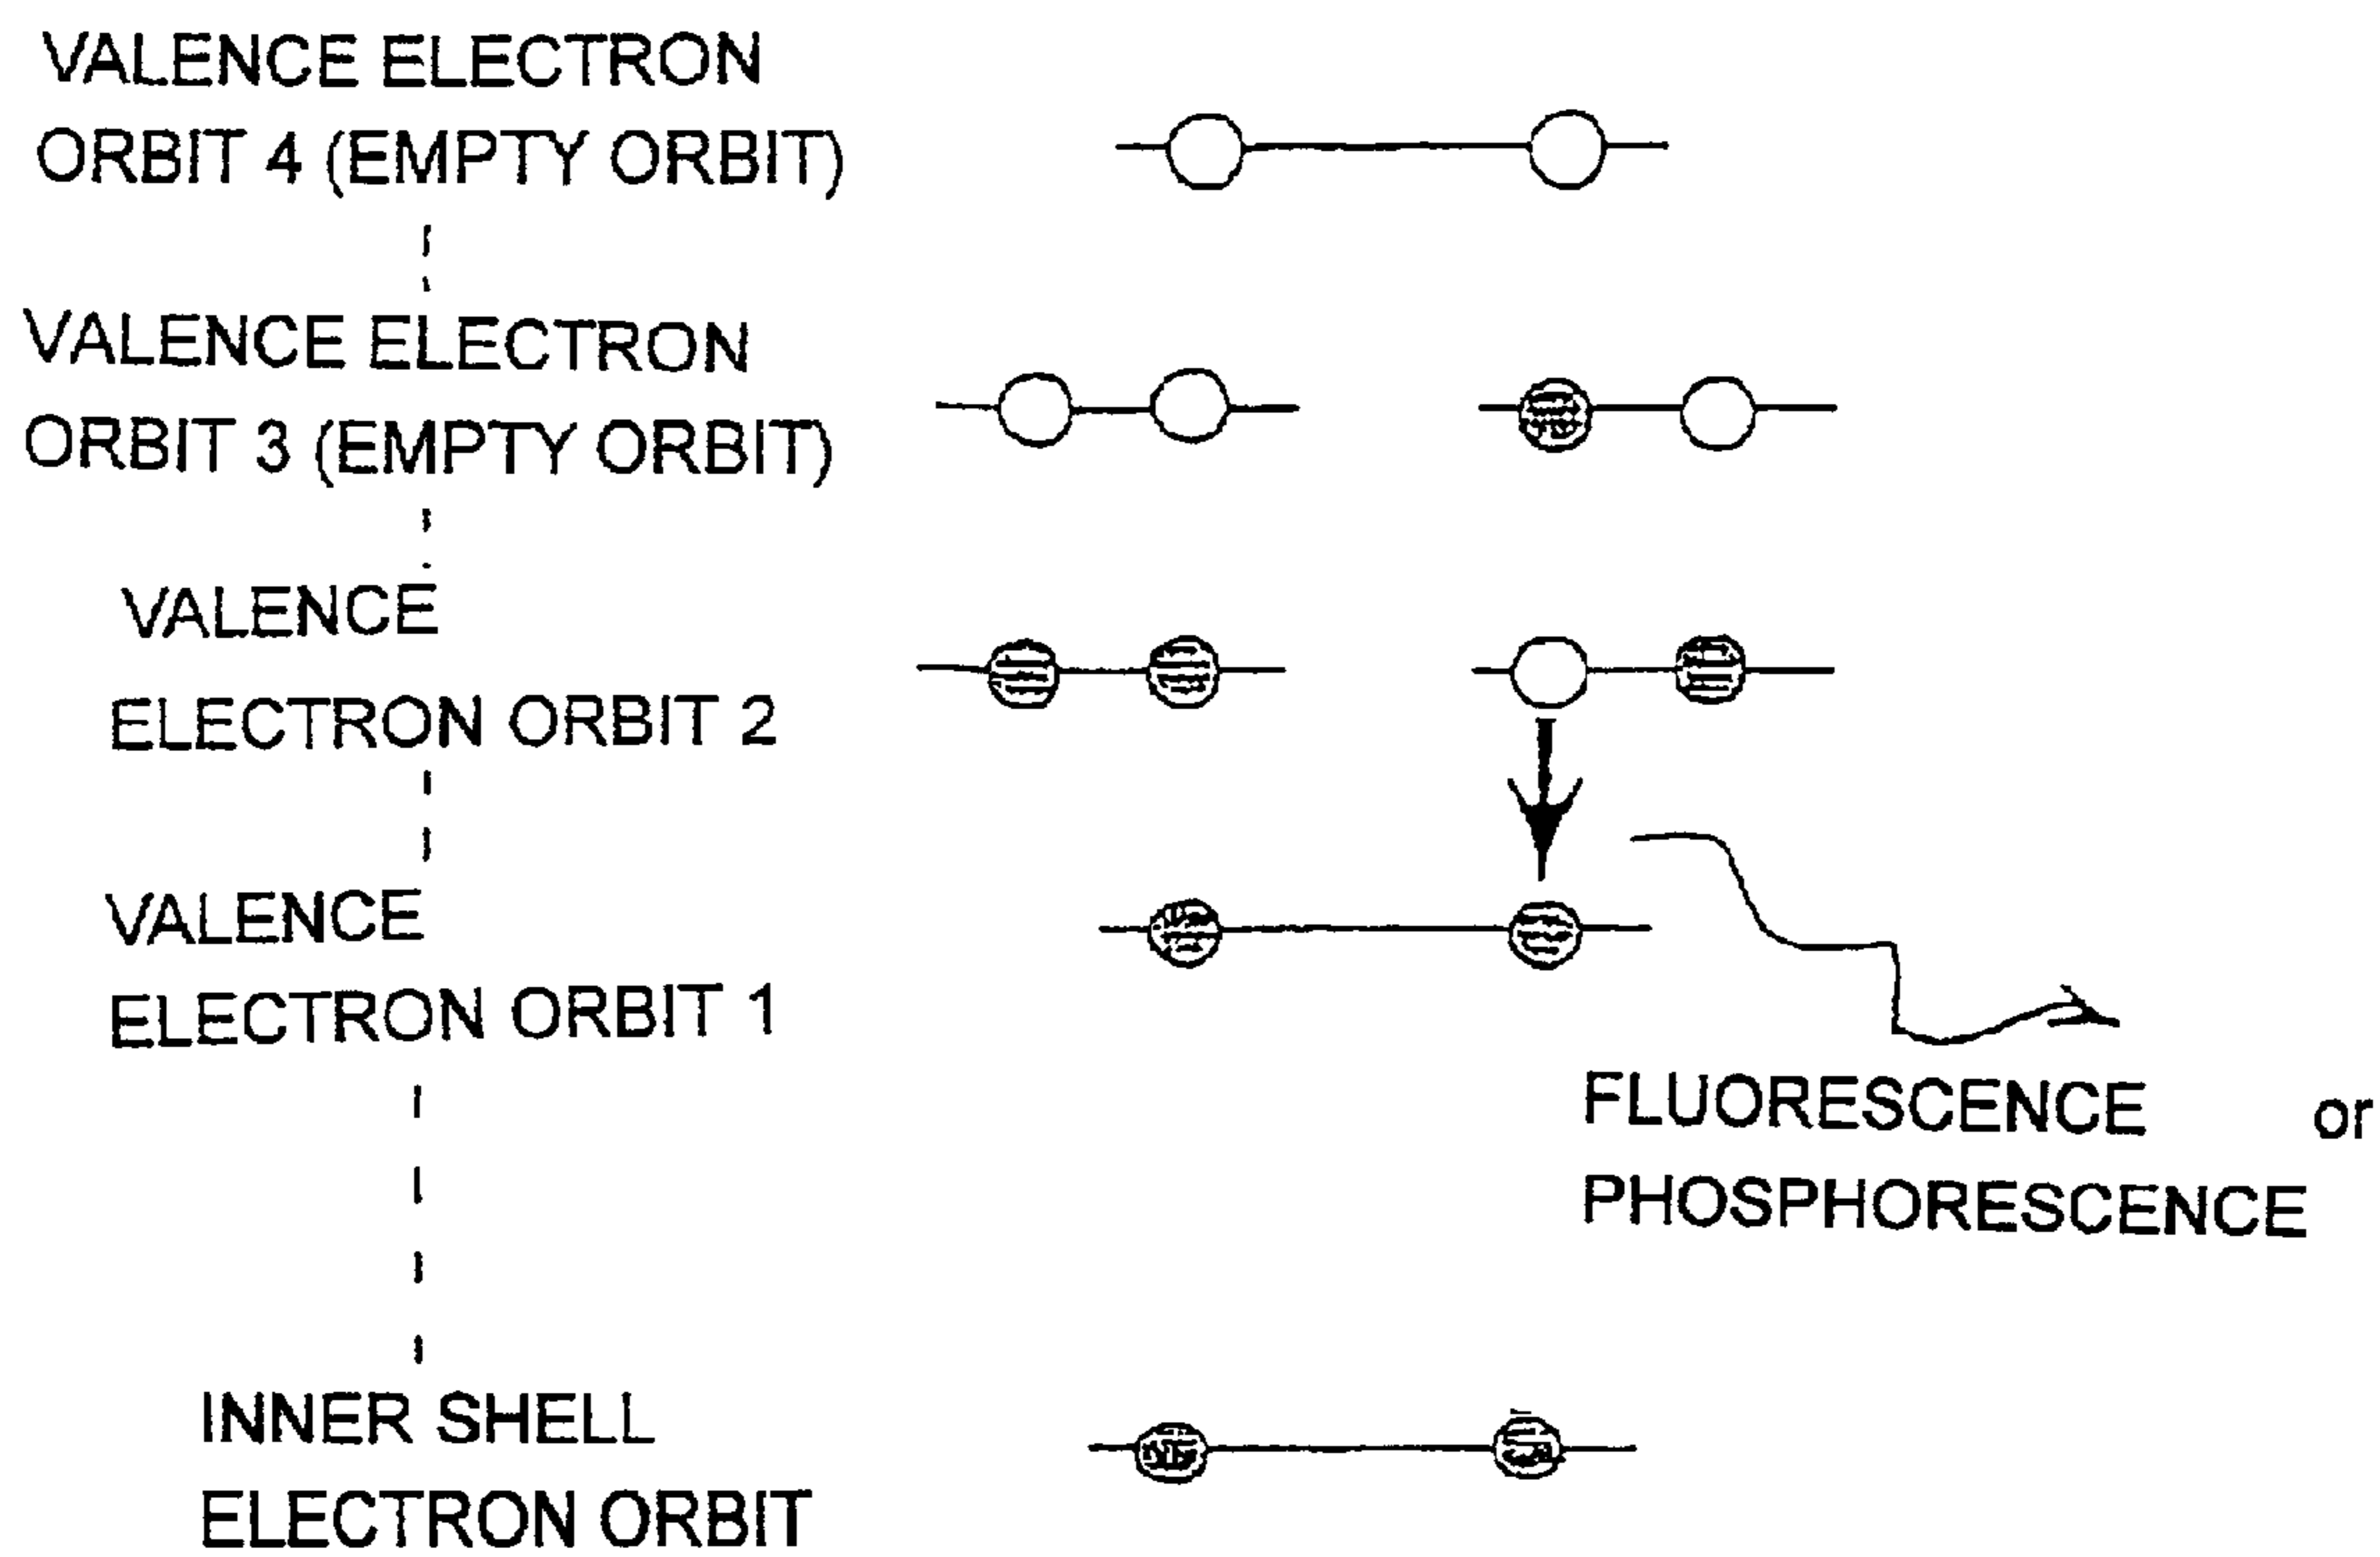 VALENCE ELECTRON
ORBIT 4 (EMPTY ORBIT)
VALENCE ELECTRON
ORBIT 3 (EMPTY ORBIT)
VALENCE
ELECTRON ORBIT 2
VALENCE
ELECTRON ORBIT 1
FLUORESCENCE or
PHOSPHORESCENCE
INNER SHELL
ELECTRON ORBIT